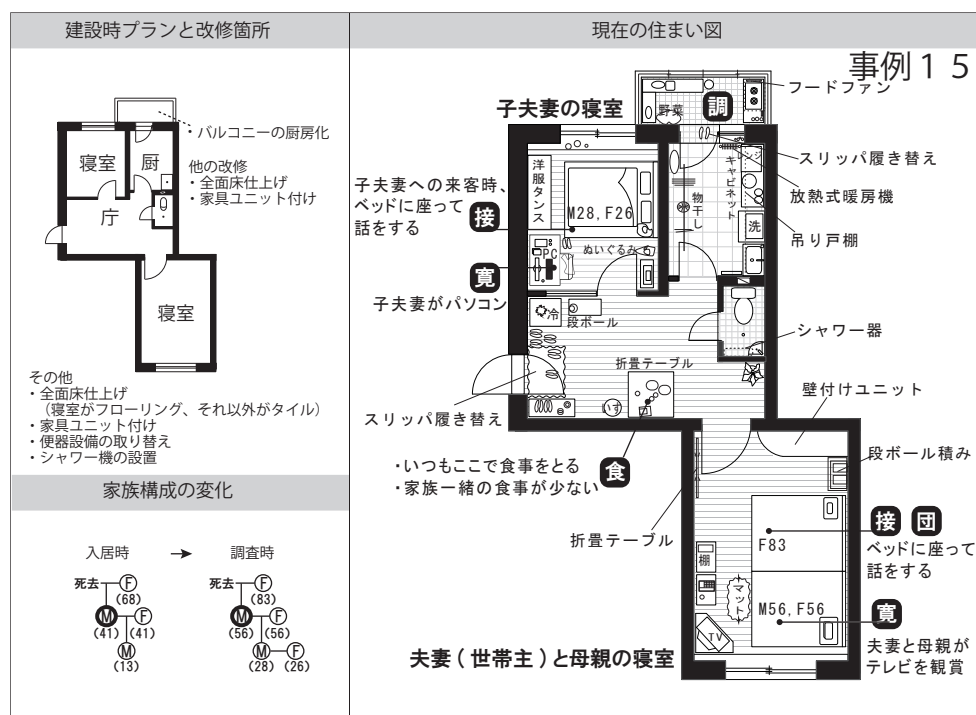 建設時プランと改修箇所
現在の住まい図
事例１５
寝室
厨
庁
寝室
・バルコニーの厨房化
他の改修
・全面床仕上げ
・家具ユニット付け
その他
・全面床仕上げ
（寝室がフローリング、それ以外がタイル）
・家具ユニット付け
・便器設備の取り替え
・シャワー機の設置
家族構成の変化
入居時
調査時
死去
F
(68)
M
F
(41)
(41)
M
(13)
死去
F
(83)
M
F
(56)
(56)
M
F
(28)
(26)
子夫妻の寝室
野菜
調
フードファン
スリッパ履き替え
レンジ
キャビネット
放熱式暖房機
吊り戸棚
洋服タンス
子夫妻への来客時、
ベッドに座って
話をする
接
M28,F26
物干し
洗
PC
ぬいぐるみ
寛
子夫妻がパソコン
冷
段ボール
シャワー器
折畳テーブル
いす
スリッパ履き替え
壁付けユニット
・いつもここで食事をとる
・家族一緒の食事が少ない
食
段ボール積み
折畳テーブル
F83
接
団
ベッドに座って
話をする
棚
マット
M56,F56
寛
TV
夫妻と母親が
テレビを観賞
夫妻(世帯主)と母親の寝室